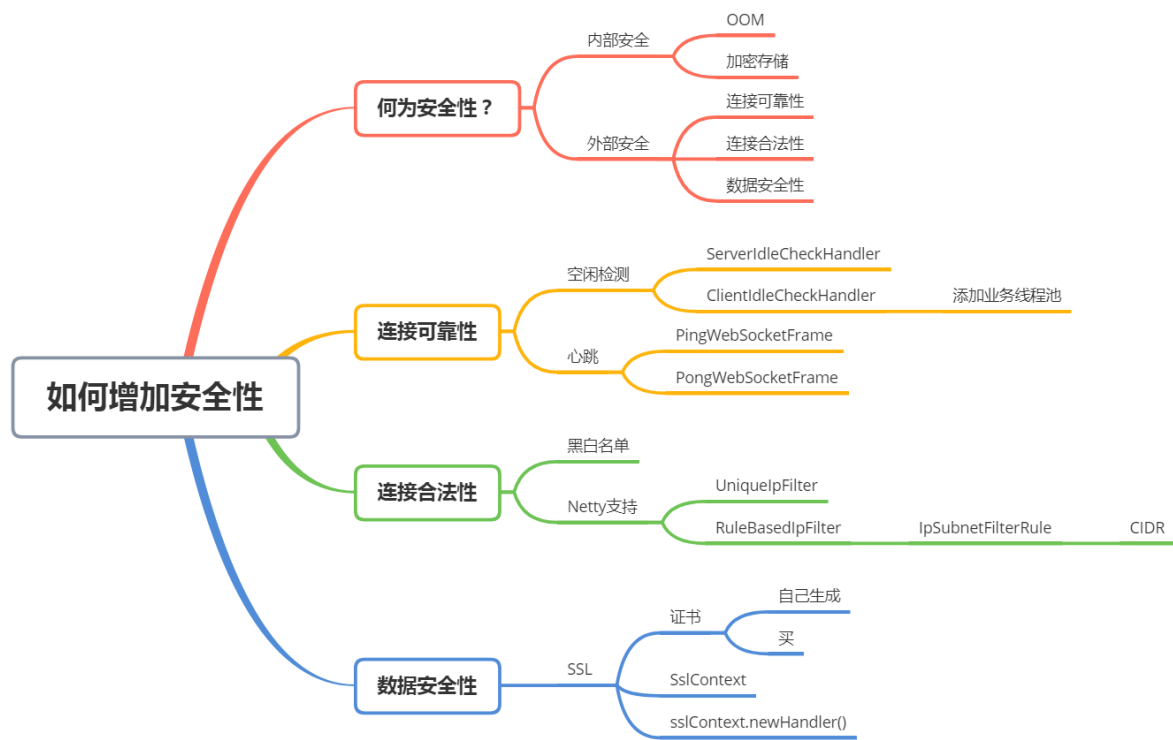 如何增加安全性
何为安全性？
内部安全
OOM
加密存储
外部安全
连接可靠性
连接合法性
数据安全性
连接可靠性
空闲检测
ServerIdleCheckHandler
ClientIdleCheckHandler
添加业务线程池
心跳
PingWebSocketFrame
PongWebSocketFrame
连接合法性
黑白名单
Netty支持
UniqueIpFilter
RuleBasedIpFilter
IpSubnetFilterRule
CIDR
数据安全性
SSL
证书
自己生成
买
SslContext
sslContext.newHandler()